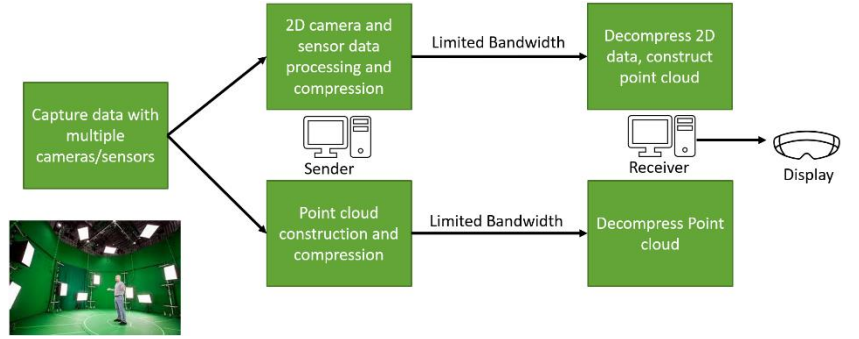 Capture data with
multiple
cameras/sensors
2D camera and
sensor data
processing and
compression
Limited Bandwidth
Decompress 2D
data, construct
point cloud
Sender
Receiver
Display
Point cloud
construction and
compression
Limited Bandwidth
Decompress Point
cloud